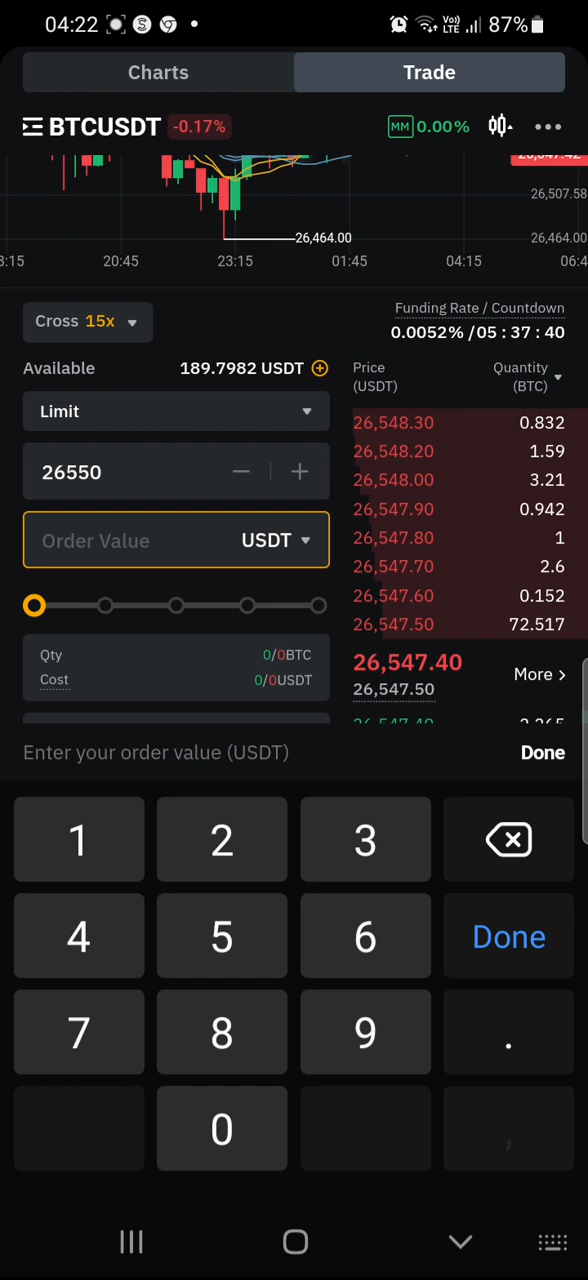 04:22 Vo)) LTE 87%
Charts Trade
BTCUSDT -0.17% MM 0.00%
26,507.58
26,464.00 26,464.00
3:15 20:45 23:15 01:45 04:15 06:4
Cross 15x
Funding Rate / Countdown
0.0052% /05 : 37 : 40
Available 189.7982 USDT
Limit
26550
Order Value USDT
Qty 0/0BTC
Cost 0/0USDT
Price Quantity
(USDT) (BTC)
26,548.30 0.832
26,548.20 1.59
26,548.00 3.21
26,547.90 0.942
26,547.80 1
26,547.70 2.6
26,547.60 0.152
26,547.50 72.517
26,547.40
26,547.50
More
Enter your order value (USDT) Done
1 2 3
4 5 6 Done
7 8 9 .
0 ,